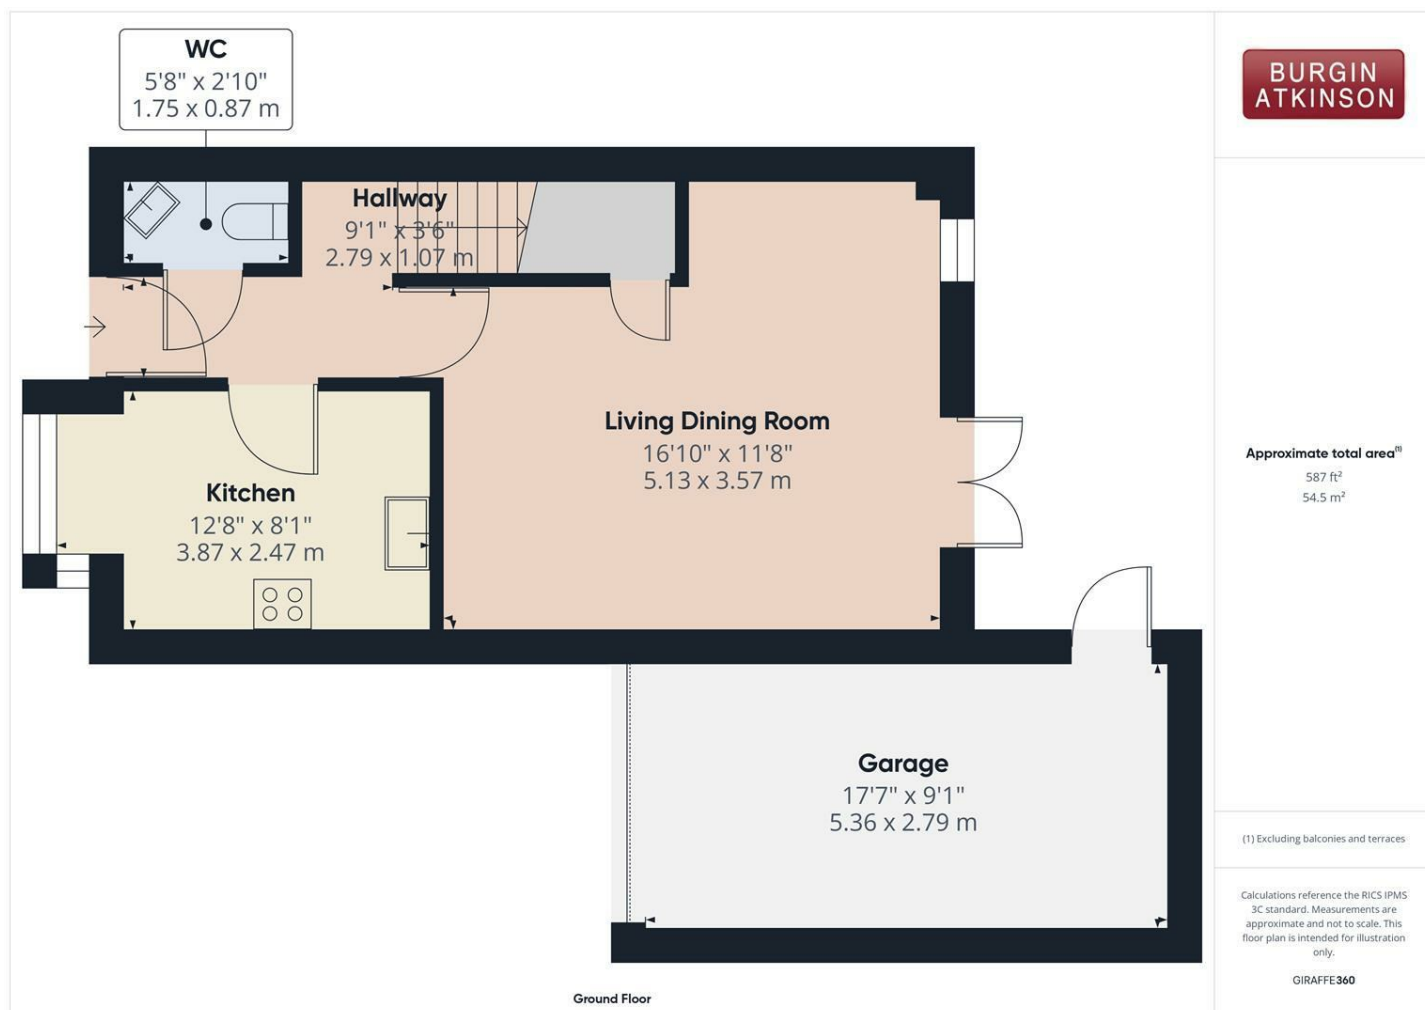 WC
5'8" x 2'10"
1.75 x 0.87 m
Hallway
9'1" x 3'6"
2.79 x 1.07 m
Living Dining Room
16'10" x 11'8"
5.13 x 3.57 m
Kitchen
12'8" x 8'1"
3.87 x 2.47 m
Garage
17'7" x 9'1"
5.36 x 2.79 m
Ground Floor
BURGIN
ATKINSON
Approximate total area(1)
587 ft²
54.5 m²
(1) Excluding balconies and terraces
Calculations reference the RICS IPMS
3C standard. Measurements are
approximate and not to scale. This
floor plan is intended for illustration
only.
GIRAFFE360